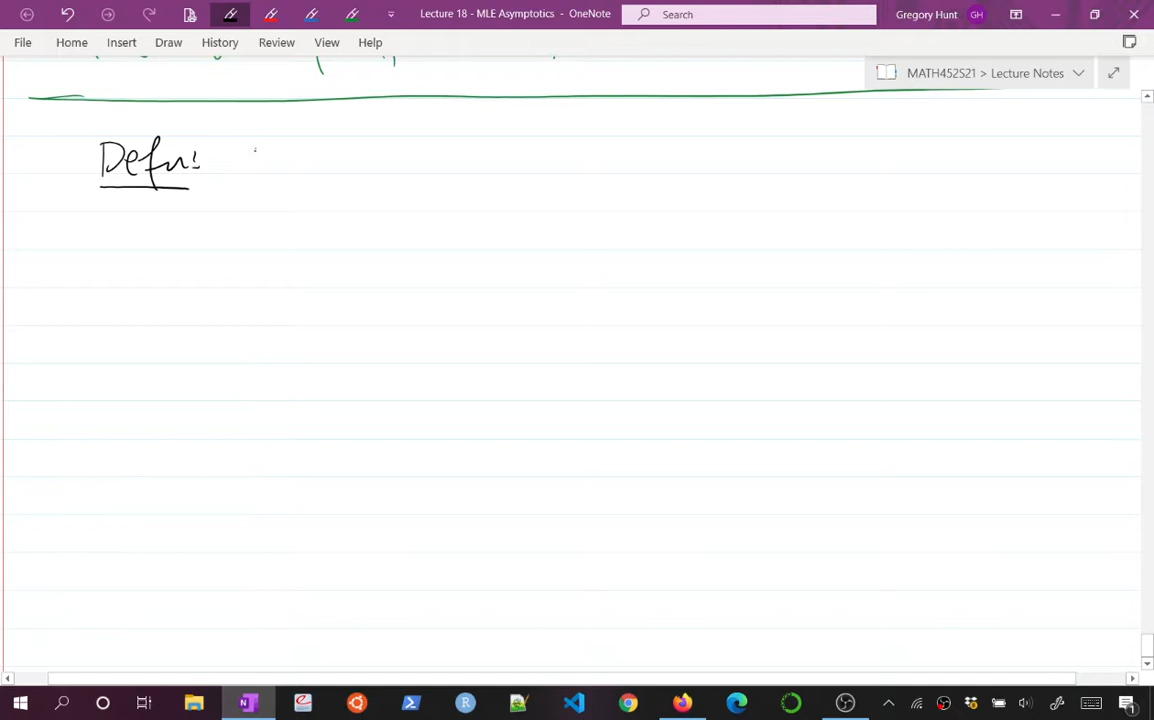 Lecture 18 - MLE Asymptotics - OneNote
Search
Gregory Hunt GH
File Home Insert Draw History Review View Help
MATH452S21 > Lecture Notes
Defn: